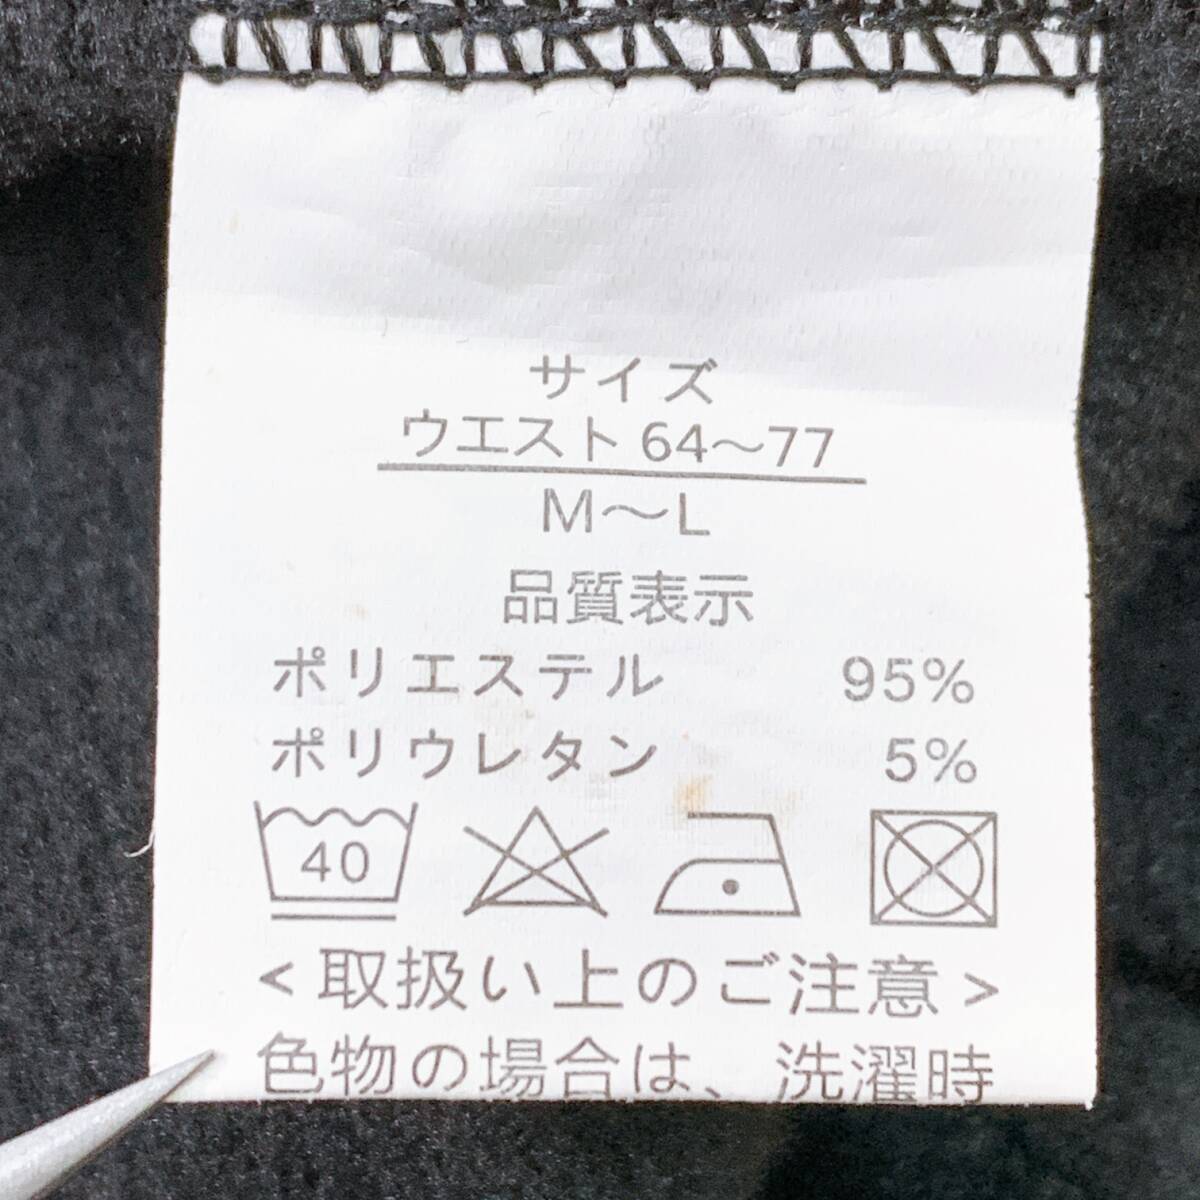 サイズ
ウエスト 64～77
M～L
品質表示
ポリエステル 95%
ポリウレタン 5%
40
＜取扱い上のご注意＞
色物の場合は、洗濯時